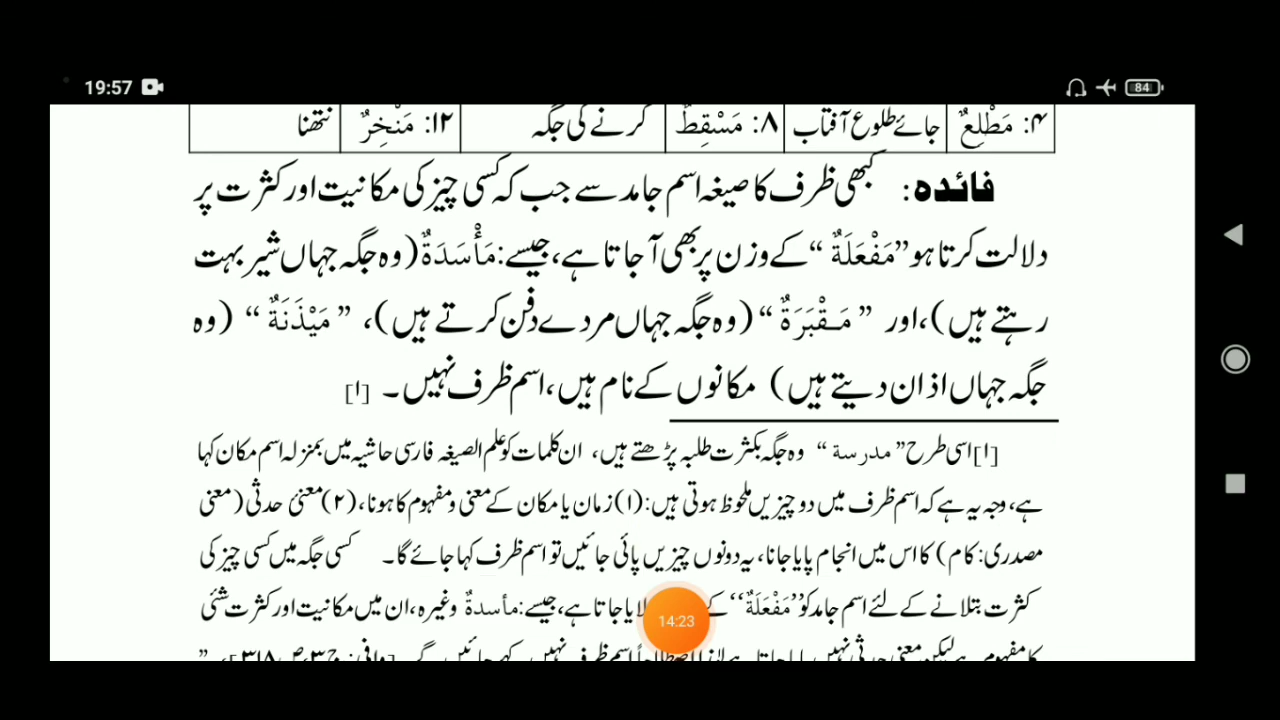 19:57
84
۴: مَطْلِعٌ جائے طلوع آفتاب ۸: مَسْقِطٌ گرنے کی جگہ ۱۲: مَنْخِرٌ نتھنا
فائدہ: کبھی ظرف کا صیغہ اسم جامد سے جب کہ کسی چیز کی مکانیت اور کثرت پر
دلالت کرتا ہو ”مَفْعَلَةٌ“ کے وزن پر بھی آجاتا ہے، جیسے: مَأْسَدَةٌ (وہ جگہ جہاں شیر بہت
رہتے ہیں)، اور ”مَقْبَرَةٌ“ (وہ جگہ جہاں مردے دفن کرتے ہیں)، ”مَیْذَنَةٌ“ (وہ
جگہ جہاں اذان دیتے ہیں) مکانوں کے نام ہیں، اسم ظرف نہیں۔ [۱]
[۱] اسی طرح ”مدرسة“ وہ جگہ بکثرت طلبہ پڑھتے ہیں، ان کلمات کو علم الصیغہ فارسی حاشیہ میں بمنزلہ اسم مکان کہا
ہے، وجہ یہ ہے کہ اسم ظرف میں دو چیزیں ملحوظ ہوتی ہیں: (۱) زمان یا مکان کے معنی و مفہوم کا ہونا، (۲) معنیٔ حدثی (معنی
مصدری: کام) کا اس میں انجام پایا جانا، یہ دونوں چیزیں پائی جائیں تو اسم ظرف کہا جائے گا۔ کسی جگہ میں کسی چیز کی
کثرت بتلانے کے لئے اسم جامد کو ”مَفْعَلَةٌ“ کے لایا جاتا ہے، جیسے: مأسدةٌ وغیرہ، ان میں مکانیت اور کثرت شئی
14:23